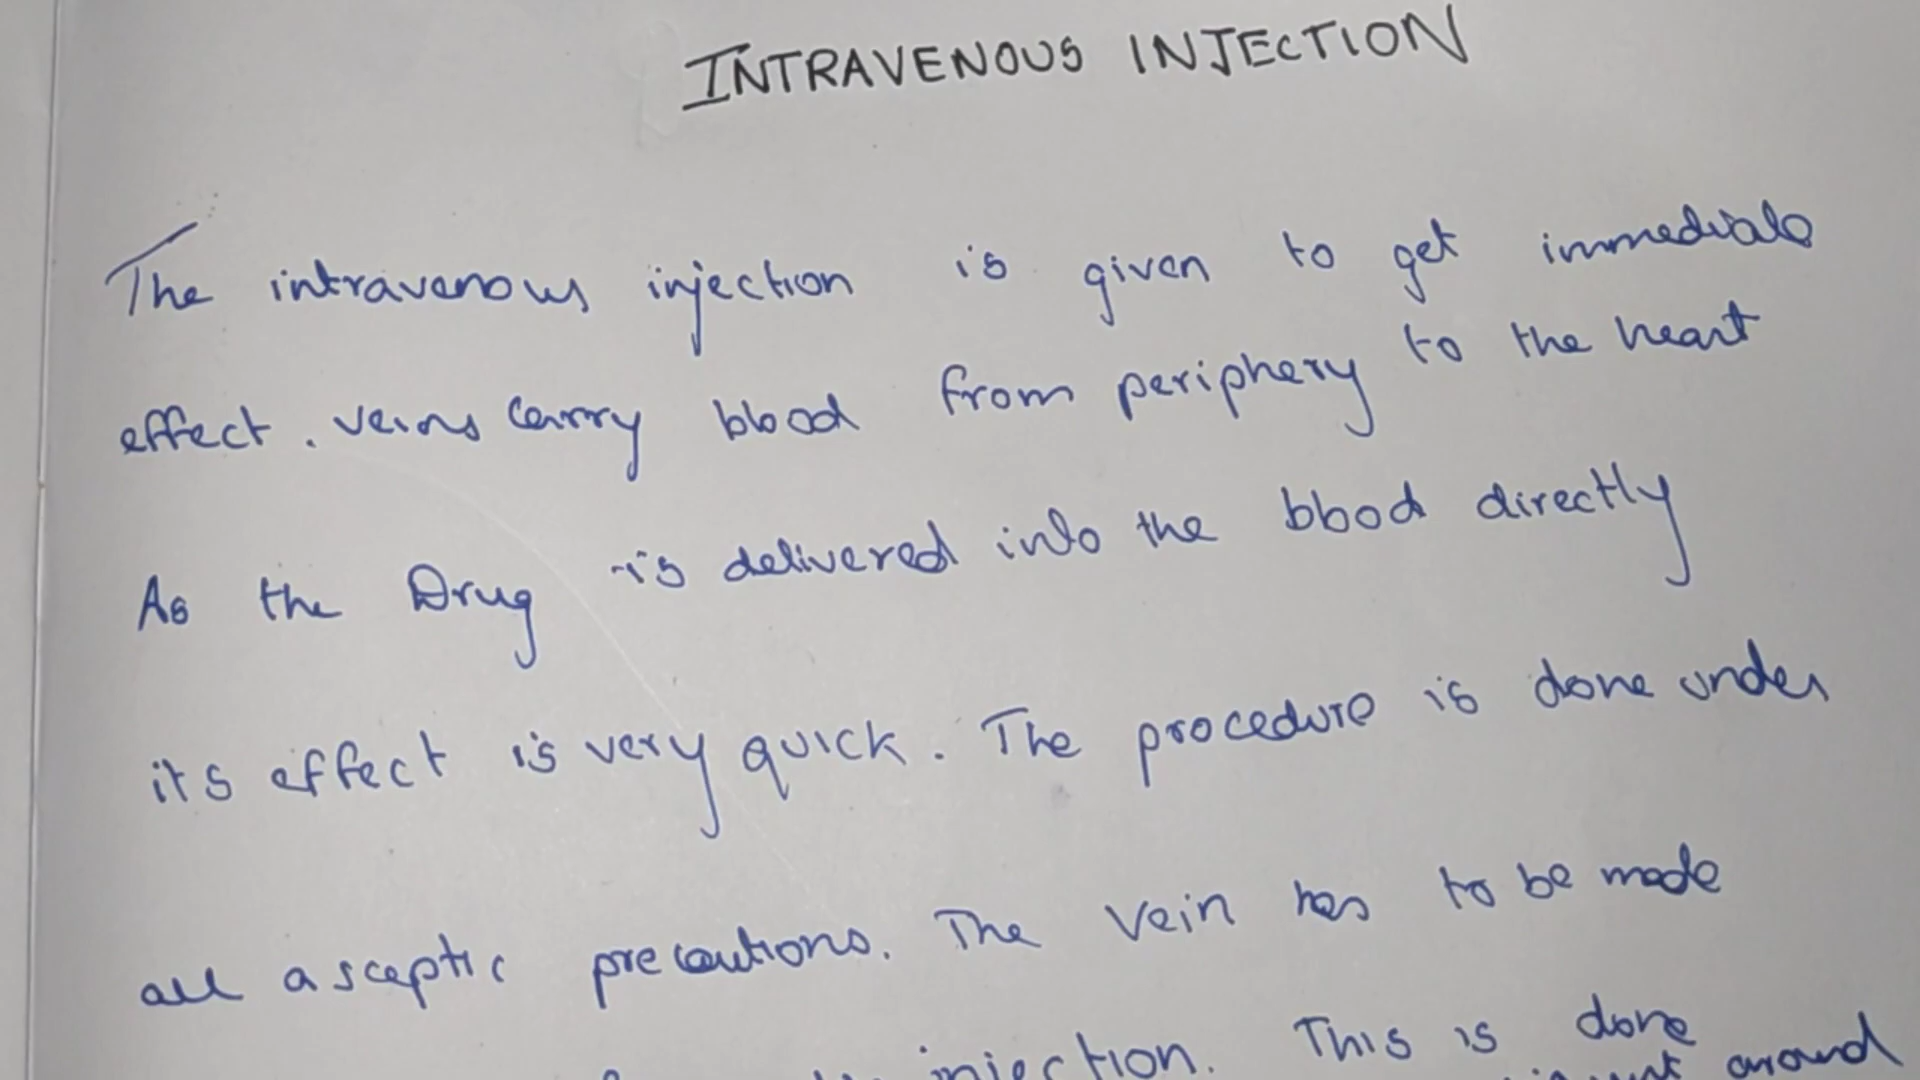 INTRAVENOUS INJECTION
The intravenous injection is given to get immediate
effect. veins carry blood from periphery to the heart
As the Drug is delivered into the blood directly
its effect is very quick. The procedure is done under
all asceptic precautions. The vein has to be made
injection. This is done
around